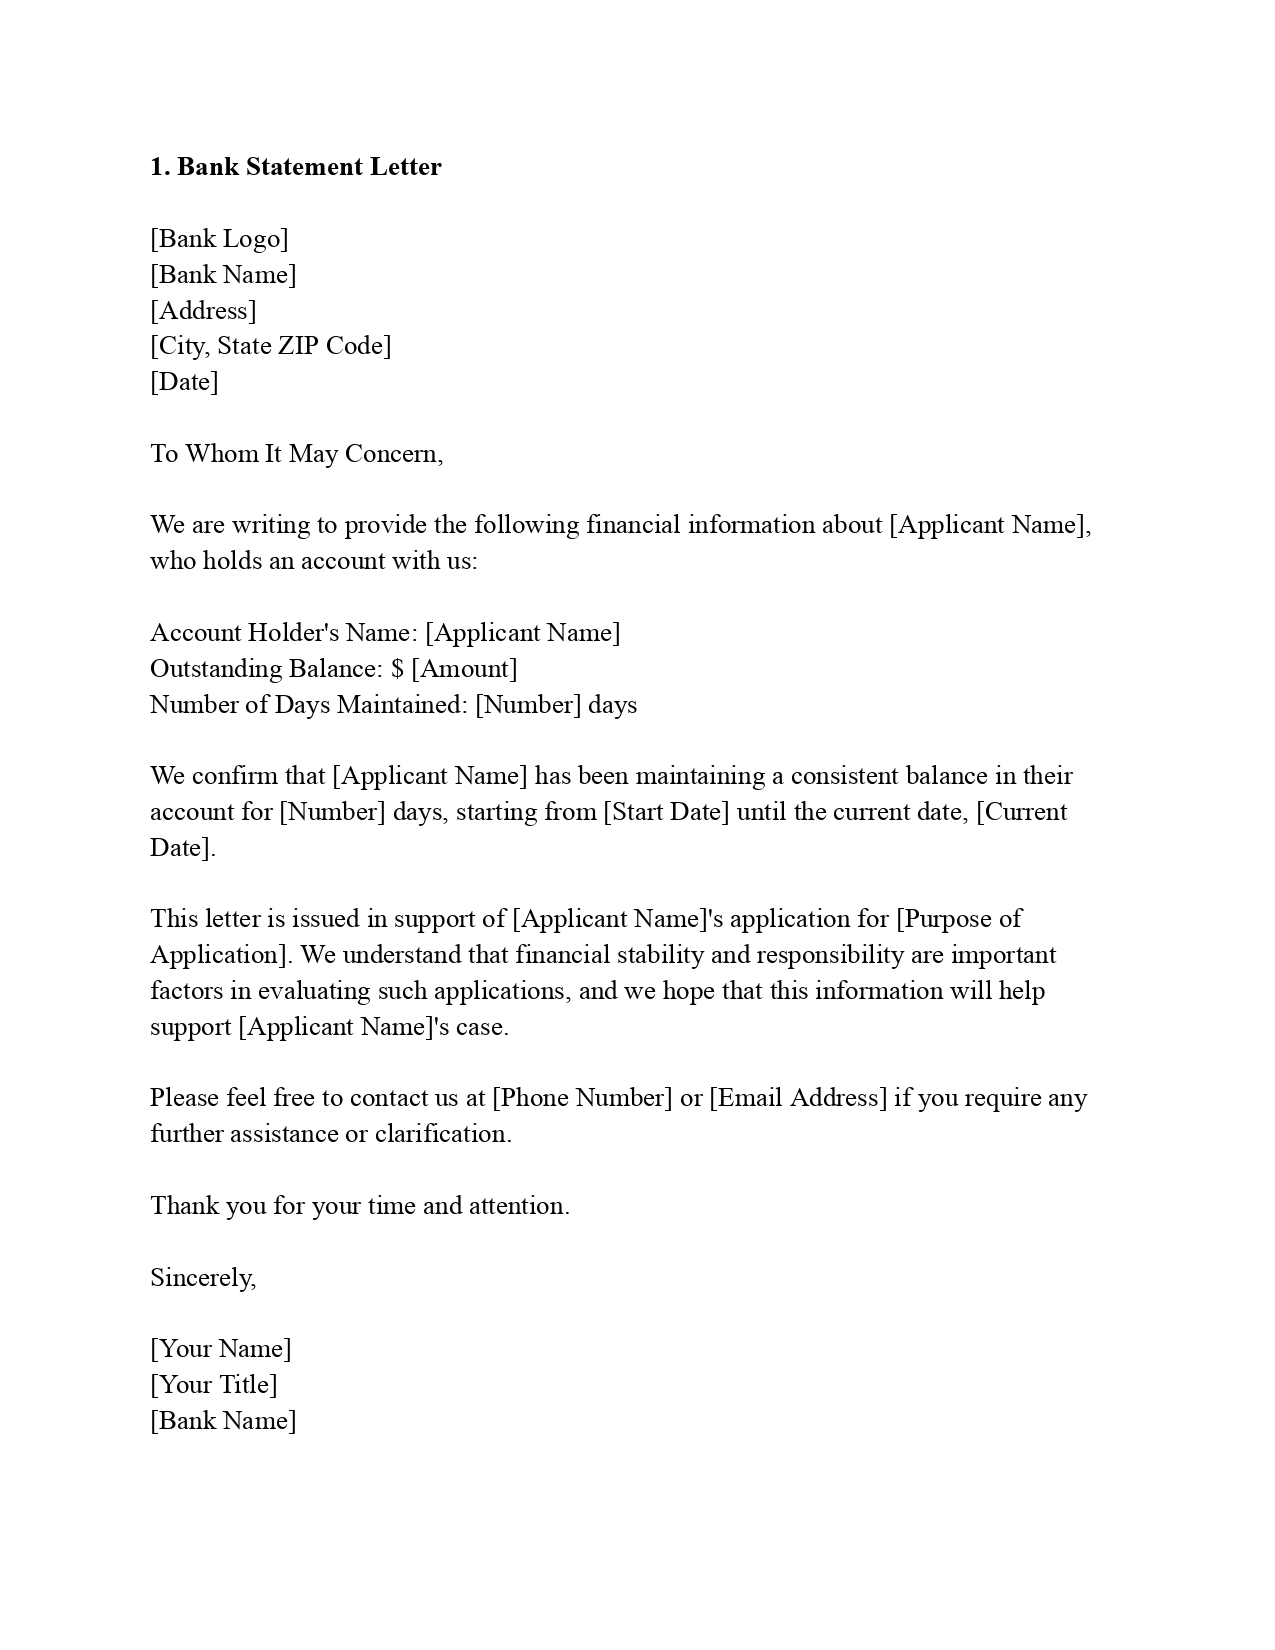 1. Bank Statement Letter
[Bank Logo]
[Bank Name]
[Address]
[City, State ZIP Code]
[Date]
To Whom It May Concern,
We are writing to provide the following financial information about [Applicant Name],
who holds an account with us:
Account Holder's Name: [Applicant Name]
Outstanding Balance: $ [Amount]
Number of Days Maintained: [Number] days
We confirm that [Applicant Name] has been maintaining a consistent balance in their
account for [Number] days, starting from [Start Date] until the current date, [Current
Date].
This letter is issued in support of [Applicant Name]'s application for [Purpose of
Application]. We understand that financial stability and responsibility are important
factors in evaluating such applications, and we hope that this information will help
support [Applicant Name]'s case.
Please feel free to contact us at [Phone Number] or [Email Address] if you require any
further assistance or clarification.
Thank you for your time and attention.
Sincerely,
[Your Name]
[Your Title]
[Bank Name]